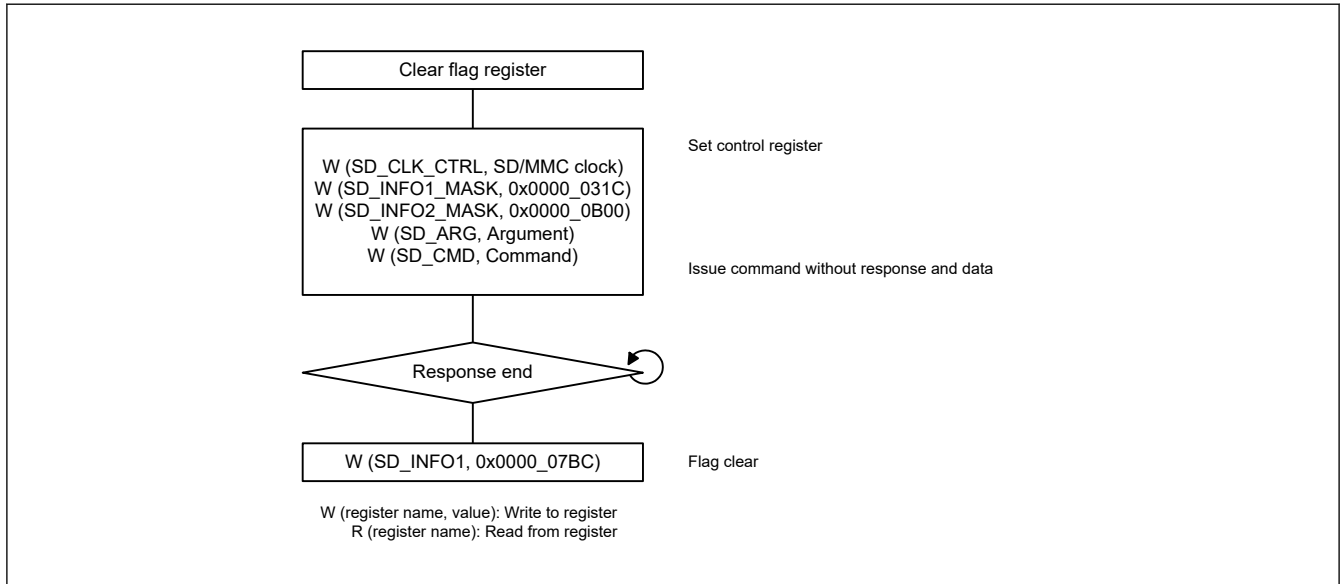 Clear flag register
Set control register
W (SD_CLK_CTRL, SD/MMC clock)
W (SD_INFO1_MASK, 0x0000_031C)
W (SD_INFO2_MASK, 0x0000_0B00)
W (SD_ARG, Argument)
W (SD_CMD, Command)
Issue command without response and data
Response end
W (SD_INFO1, 0x0000_07BC)
Flag clear
W (register name, value): Write to register
R (register name): Read from register